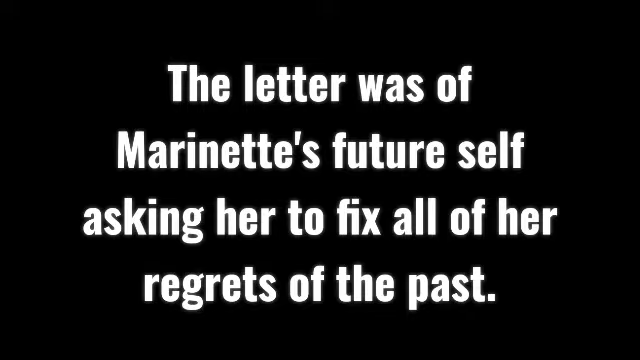 The letter was of
Marinette's future self
asking her to fix all of her
regrets of the past.